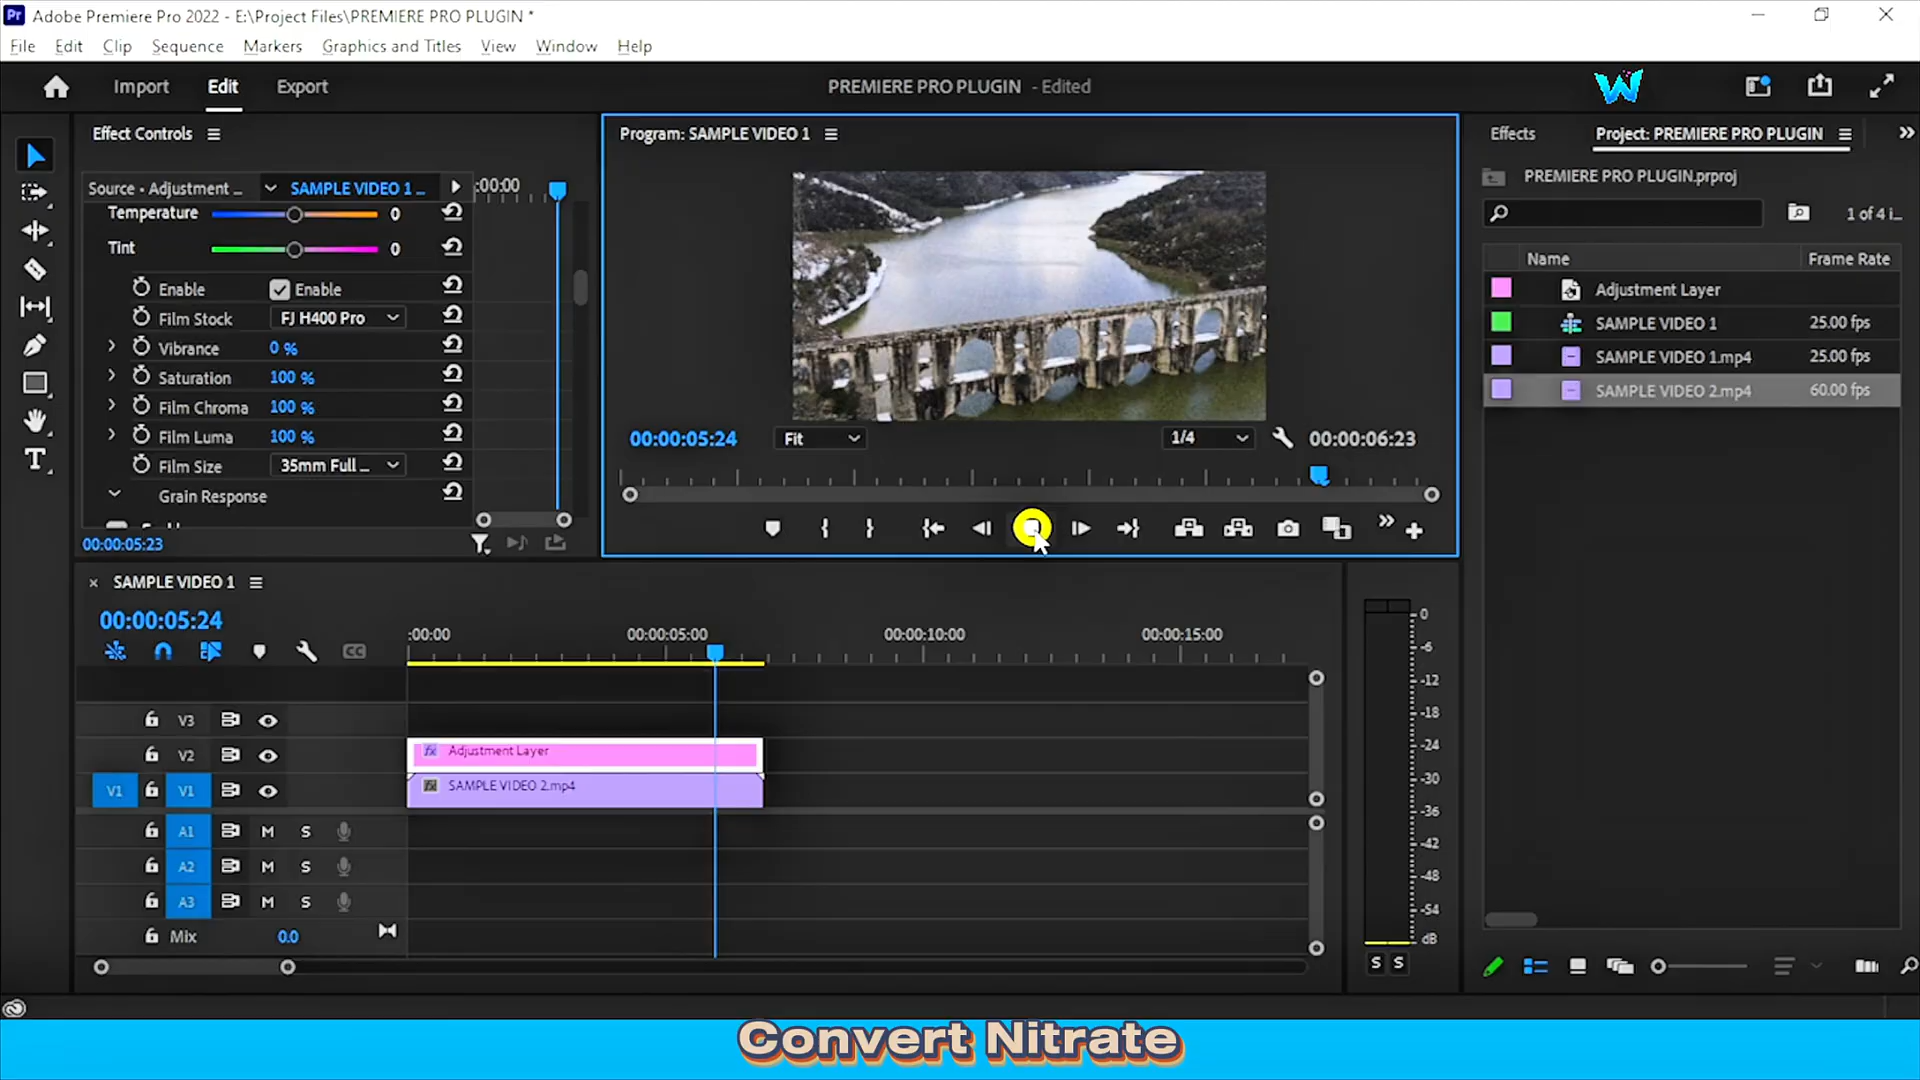 Pr Adobe Premiere Pro 2022 - E:\Project Files\PREMIERE PRO PLUGIN *
File Edit Clip Sequence Markers Graphics and Titles View Window Help
Import Edit Export
PREMIERE PRO PLUGIN - Edited
Effect Controls
Source • Adjustment ... SAMPLE VIDEO 1 ...
:00:00
Temperature 0
Tint 0
Enable Enable
Film Stock FJ H400 Pro
Vibrance 0 %
Saturation 100 %
Film Chroma 100 %
Film Luma 100 %
Film Size 35mm Full ...
Grain Response
00:00:05:23
Program: SAMPLE VIDEO 1
00:00:05:24 Fit 1/4 00:00:06:23
Effects Project: PREMIERE PRO PLUGIN
PREMIERE PRO PLUGIN.prproj
1 of 4 i...
Name Frame Rate
Adjustment Layer
SAMPLE VIDEO 1 25.00 fps
SAMPLE VIDEO 1.mp4 25.00 fps
SAMPLE VIDEO 2.mp4 60.00 fps
× SAMPLE VIDEO 1
00:00:05:24
CC
:00:00 00:00:05:00 00:00:10:00 00:00:15:00
V3
V2 fx Adjustment Layer
V1 V1 fx SAMPLE VIDEO 2.mp4
A1 M S
A2 M S
A3 M S
Mix 0.0
0
-6
-12
-18
-24
-30
-36
-42
-48
-54
dB
S S
Convert Nitrate